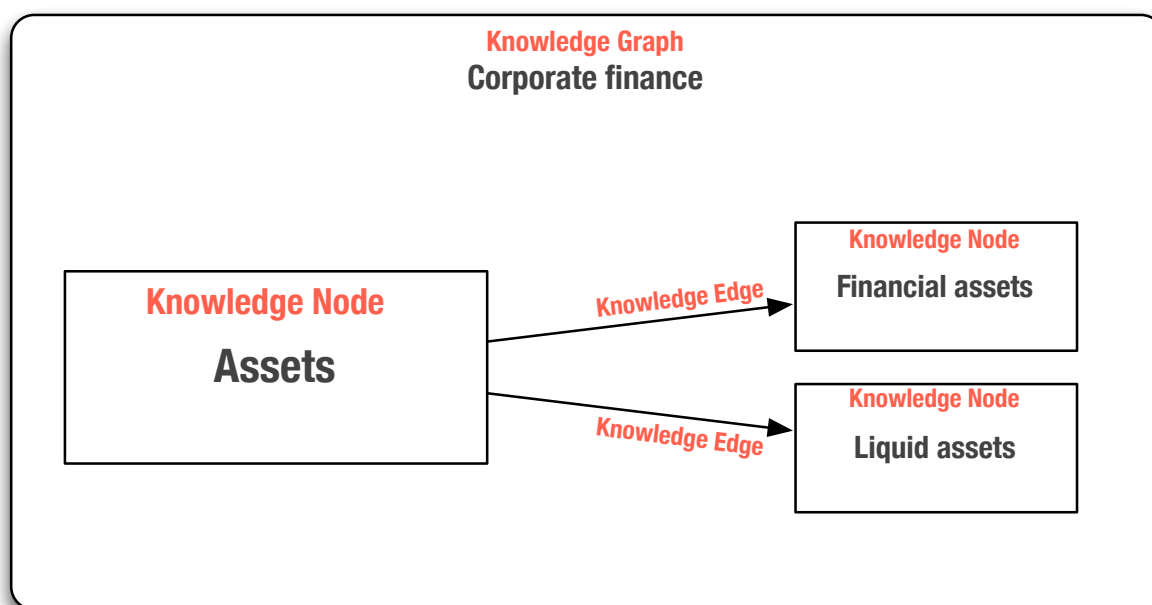 Knowledge Graph
Corporate finance
Knowledge Node
Assets
Knowledge Edge
Knowledge Edge
Knowledge Node
Financial assets
Knowledge Node
Liquid assets